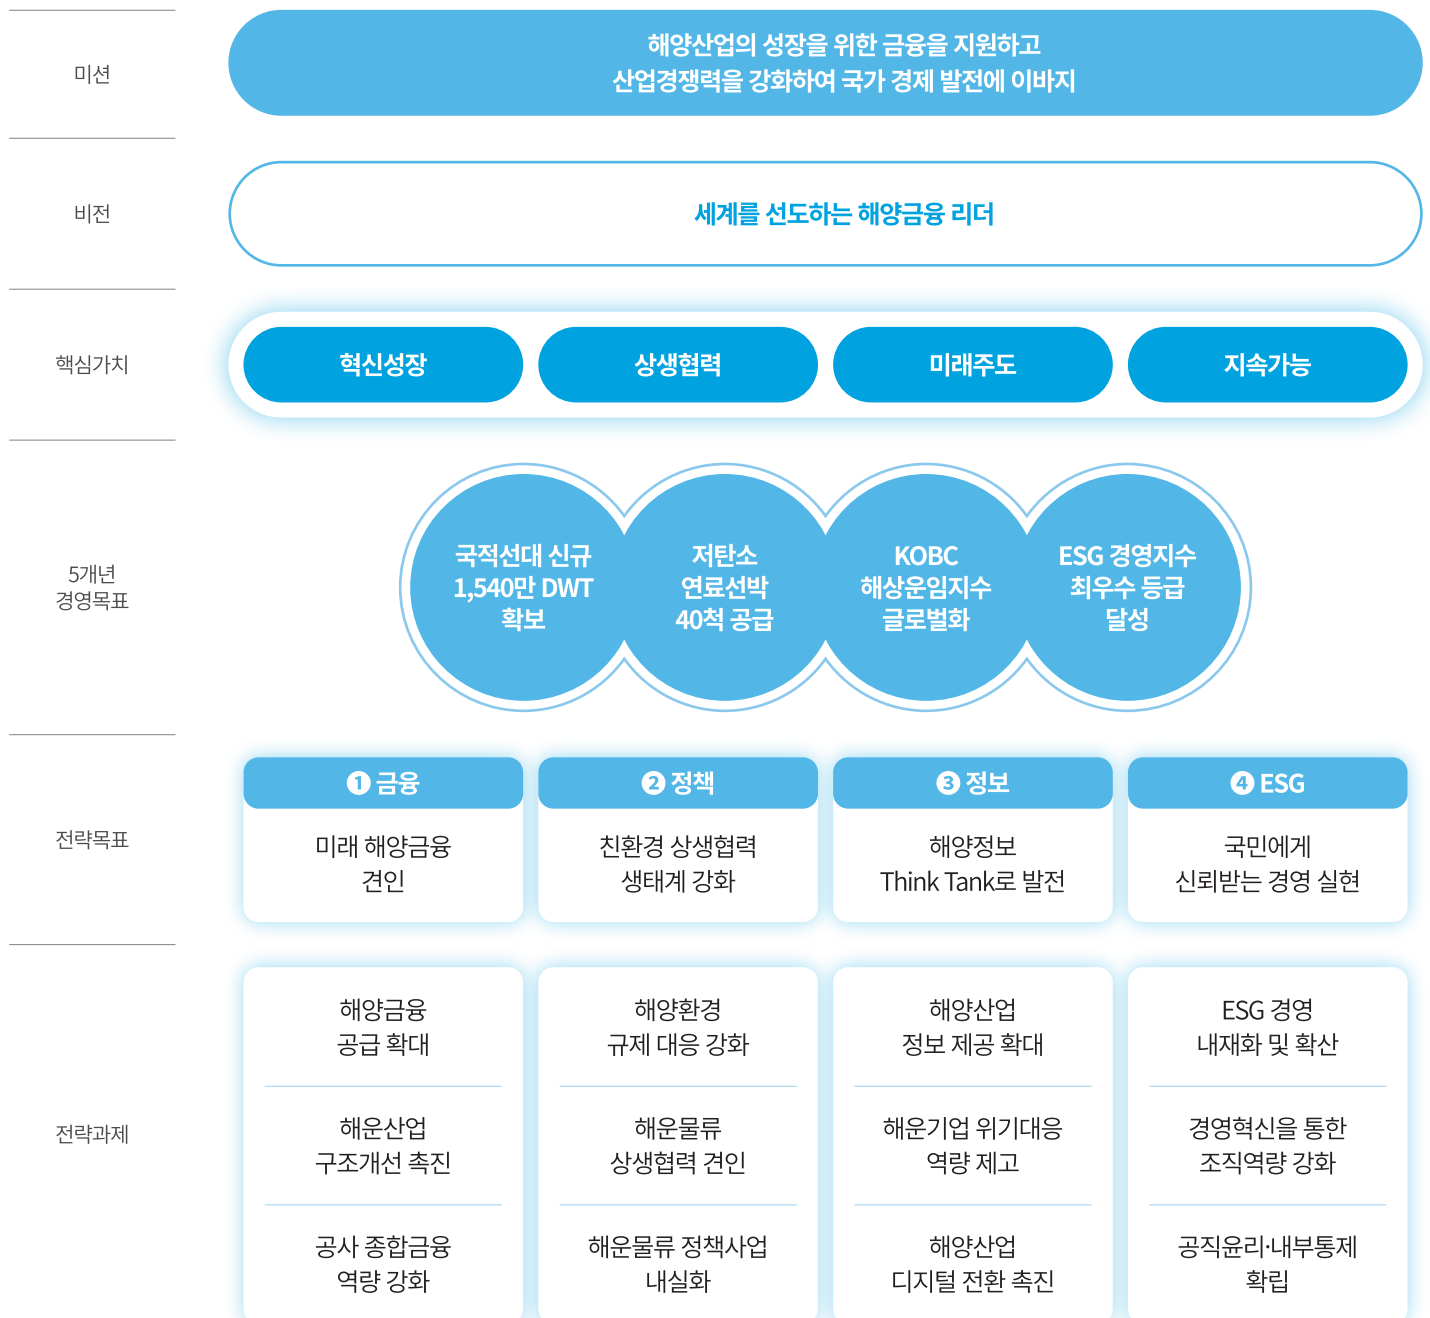 미션
해양산업의 성장을 위한 금융을 지원하고
산업경쟁력을 강화하여 국가 경제 발전에 이바지
비전
세계를 선도하는 해양금융 리더
핵심가치
혁신성장
상생협력
미래주도
지속가능
5개년
경영목표
국적선대 신규
1,540만 DWT
확보
저탄소
연료선박
40척 공급
KOBC
해상운임지수
글로벌화
ESG 경영지수
최우수 등급
달성
전략목표
❶ 금융
미래 해양금융
견인
❷ 정책
친환경 상생협력
생태계 강화
❸ 정보
해양정보
Think Tank로 발전
❹ ESG
국민에게
신뢰받는 경영 실현
전략과제
해양금융
공급 확대
해운산업
구조개선 촉진
공사 종합금융
역량 강화
해양환경
규제 대응 강화
해운물류
상생협력 견인
해운물류 정책사업
내실화
해양산업
정보 제공 확대
해운기업 위기대응
역량 제고
해양산업
디지털 전환 촉진
ESG 경영
내재화 및 확산
경영혁신을 통한
조직역량 강화
공직윤리·내부통제
확립